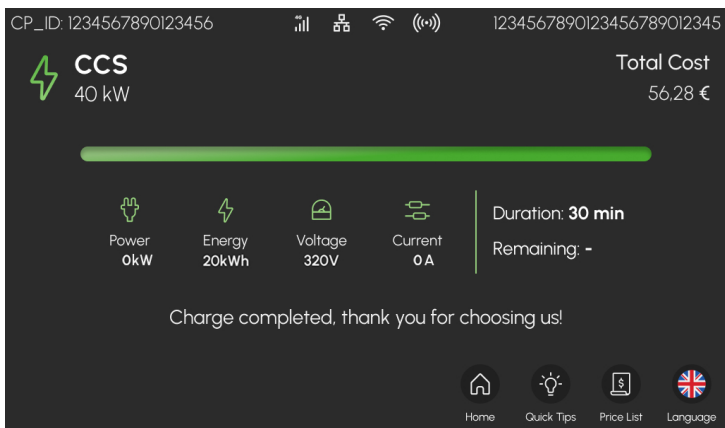 CP_ID: 1234567890123456
1234567890123456789012345
CCS
40 kW
Total Cost
56,28 €
Power
0kW
Energy
20kWh
Voltage
320V
Current
0 A
Duration: 30 min
Remaining: -
Charge completed, thank you for choosing us!
Home
Quick Tips
Price List
Language